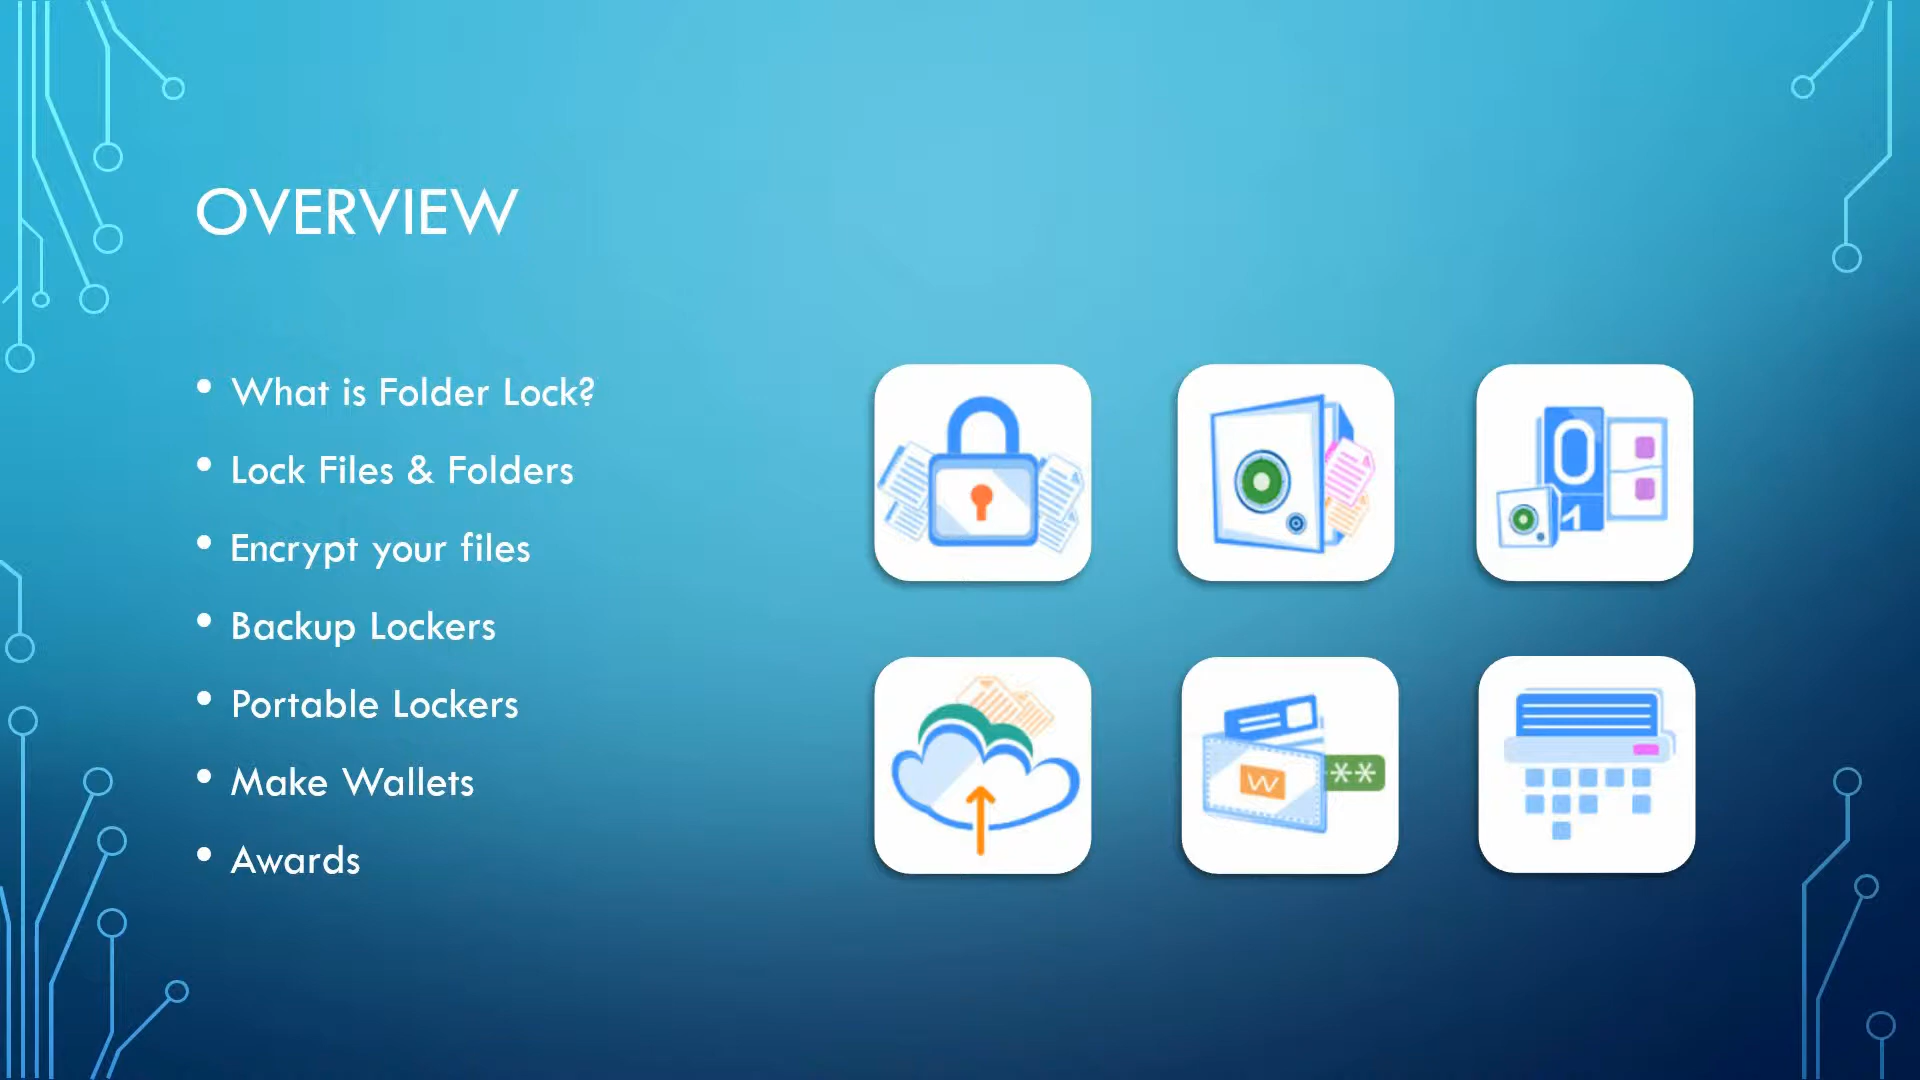 OVERVIEW
• What is Folder Lock?
• Lock Files & Folders
• Encrypt your files
• Backup Lockers
• Portable Lockers
• Make Wallets
• Awards
W
**